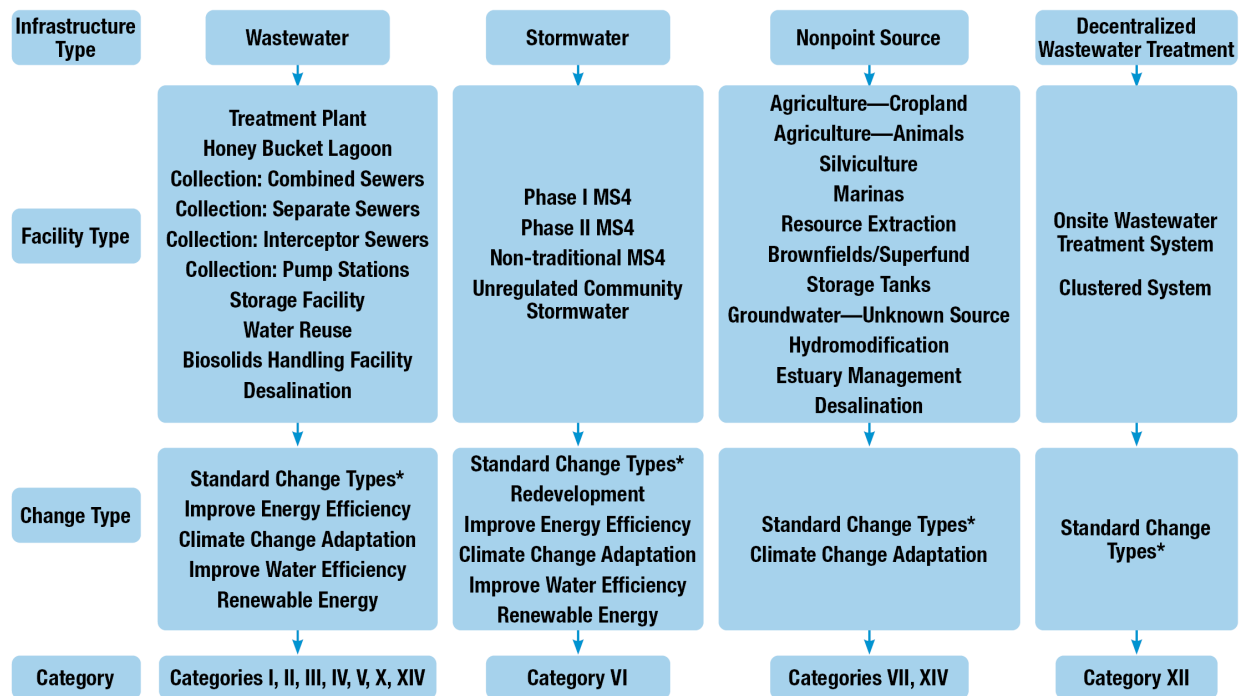 Infrastructure
Type
Wastewater
Stormwater
Nonpoint Source
Decentralized
Wastewater Treatment
Facility Type
Treatment Plant
Honey Bucket Lagoon
Collection: Combined Sewers
Collection: Separate Sewers
Collection: Interceptor Sewers
Collection: Pump Stations
Storage Facility
Water Reuse
Biosolids Handling Facility
Desalination
Phase I MS4
Phase II MS4
Non-traditional MS4
Unregulated Community
Stormwater
Agriculture—Cropland
Agriculture—Animals
Silviculture
Marinas
Resource Extraction
Brownfields/Superfund
Storage Tanks
Groundwater—Unknown Source
Hydromodification
Estuary Management
Desalination
Onsite Wastewater
Treatment System
Clustered System
Change Type
Standard Change Types*
Improve Energy Efficiency
Climate Change Adaptation
Improve Water Efficiency
Renewable Energy
Standard Change Types*
Redevelopment
Improve Energy Efficiency
Climate Change Adaptation
Improve Water Efficiency
Renewable Energy
Standard Change Types*
Climate Change Adaptation
Standard Change
Types*
Category
Categories I, II, III, IV, V, X, XIV
Category VI
Categories VII, XIV
Category XII